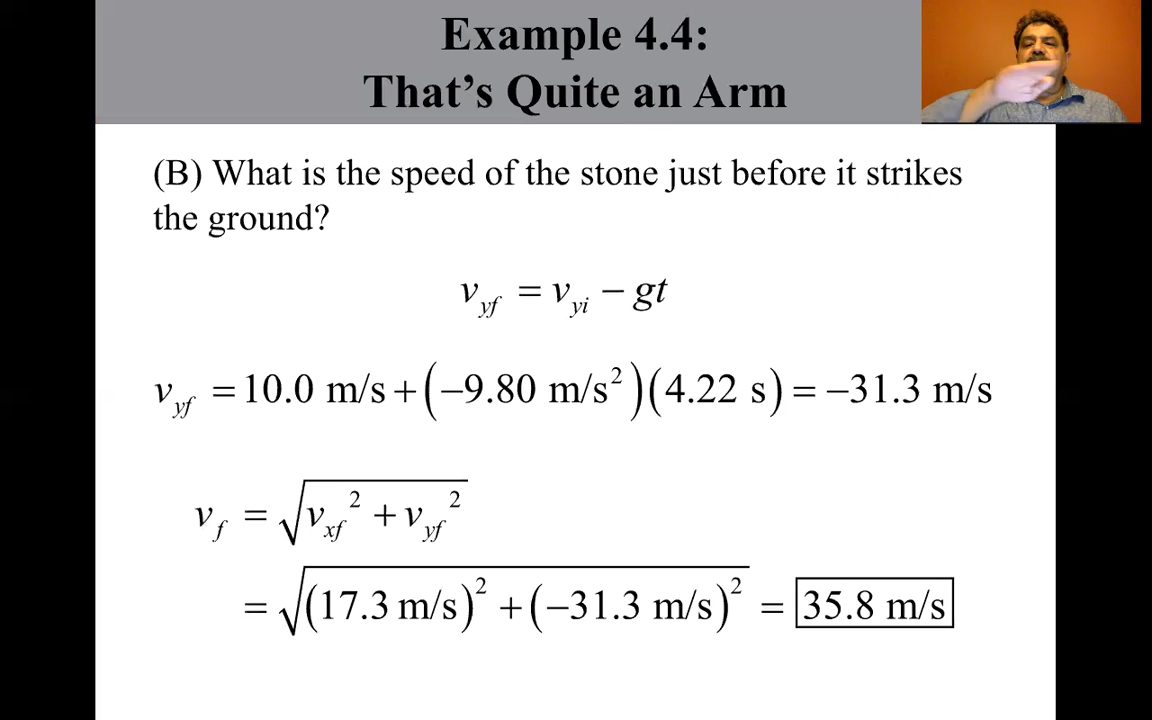 Example 4.4:
That’s Quite an Arm
(B) What is the speed of the stone just before it strikes
the ground?
v_yf = v_yi − gt
v_yf = 10.0 m/s + (−9.80 m/s²)(4.22 s) = −31.3 m/s
v_f = √(v_xf² + v_yf²)
= √((17.3 m/s)² + (−31.3 m/s)²) = 35.8 m/s